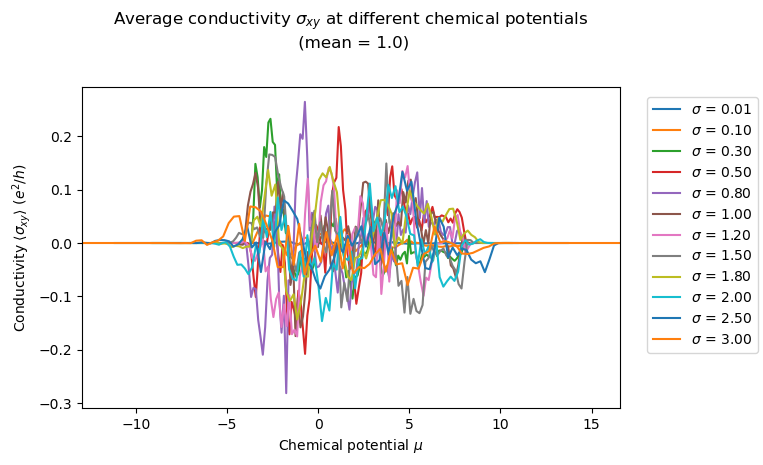 Average conductivity σ_xy at different chemical potentials
(mean = 1.0)
Conductivity ⟨σ_xy⟩ (e²/h)
0.2
0.1
0.0
−0.1
−0.2
−0.3
−10
−5
0
5
10
15
Chemical potential μ
σ = 0.01
σ = 0.10
σ = 0.30
σ = 0.50
σ = 0.80
σ = 1.00
σ = 1.20
σ = 1.50
σ = 1.80
σ = 2.00
σ = 2.50
σ = 3.00